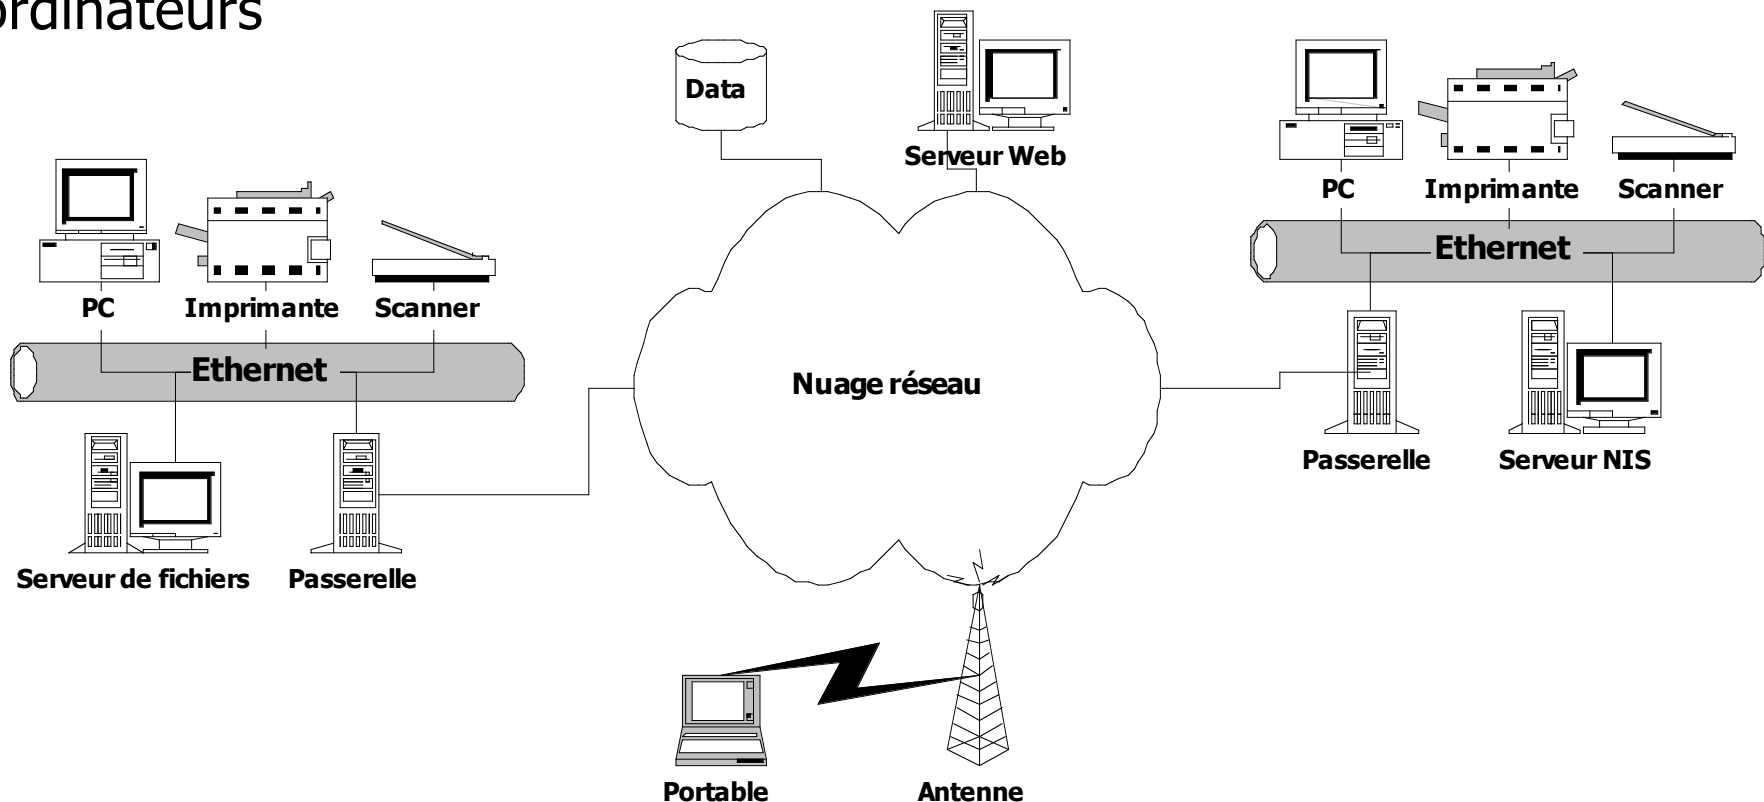 ordinateurs
Data
Serveur Web
PC
Imprimante
Scanner
Ethernet
Passerelle
Serveur NIS
PC
Imprimante
Scanner
Ethernet
Serveur de fichiers
Passerelle
Nuage réseau
Portable
Antenne